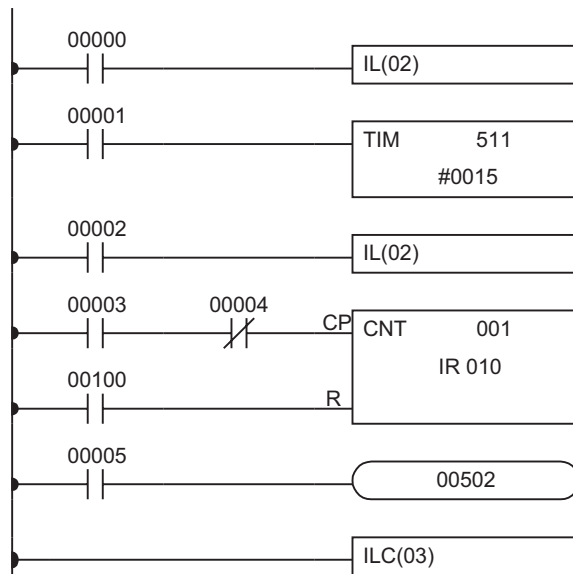 00000
IL(02)
00001
TIM 511
#0015
00002
IL(02)
00003 00004
CP CNT 001
IR 010
00100
R
00005
00502
ILC(03)